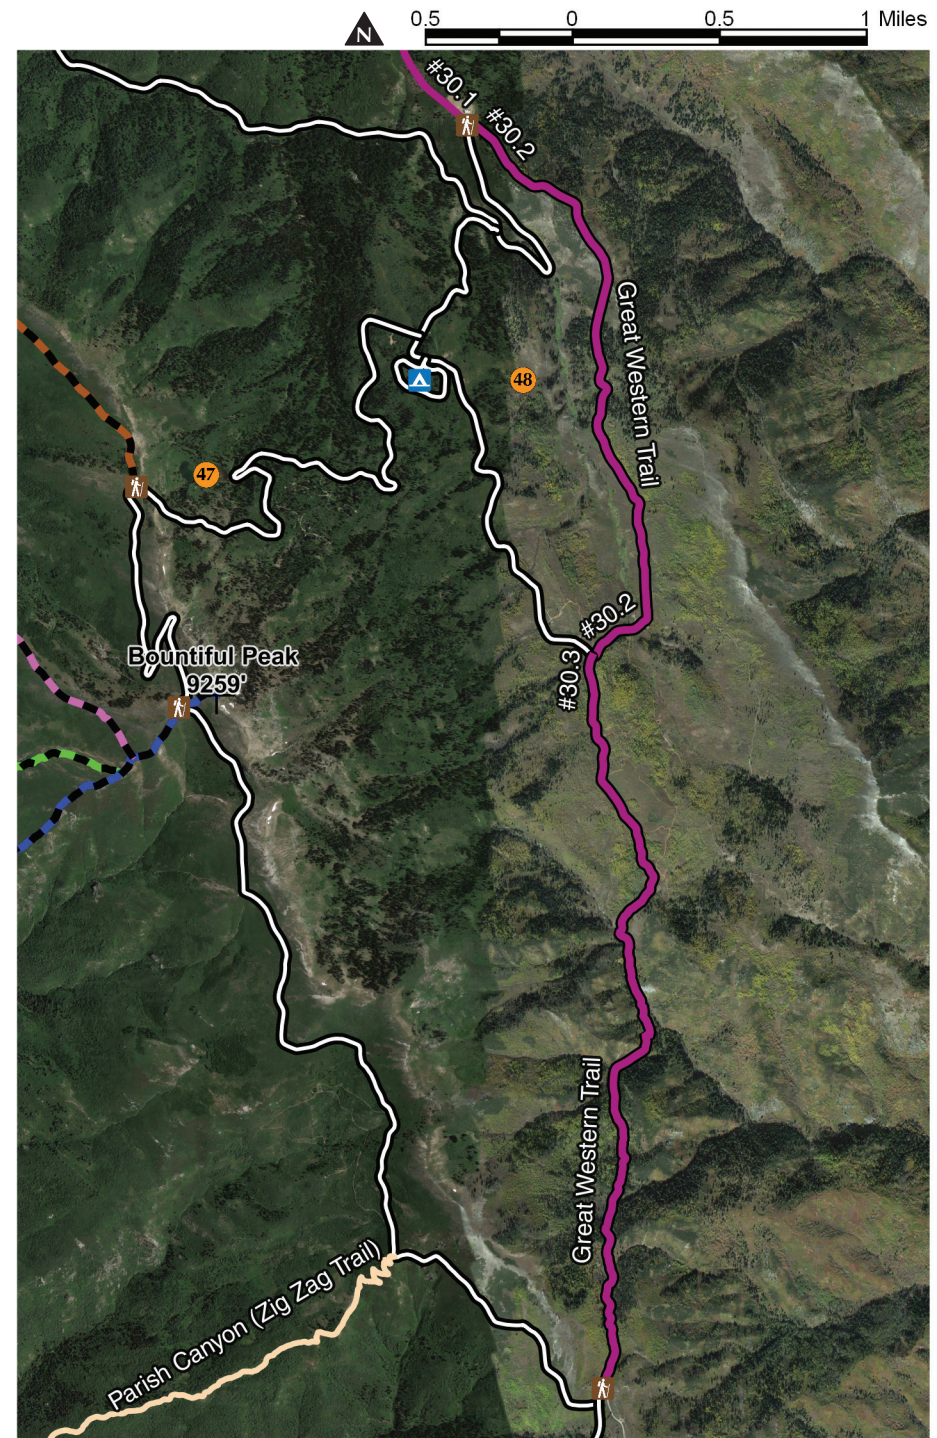 N
0.5 0 0.5 1 Miles
#30.1
#30.2
Great Western Trail
48
47
#30.2
#30.3
Bountiful Peak
9259'
Great Western Trail
Parish Canyon (Zig Zag Trail)